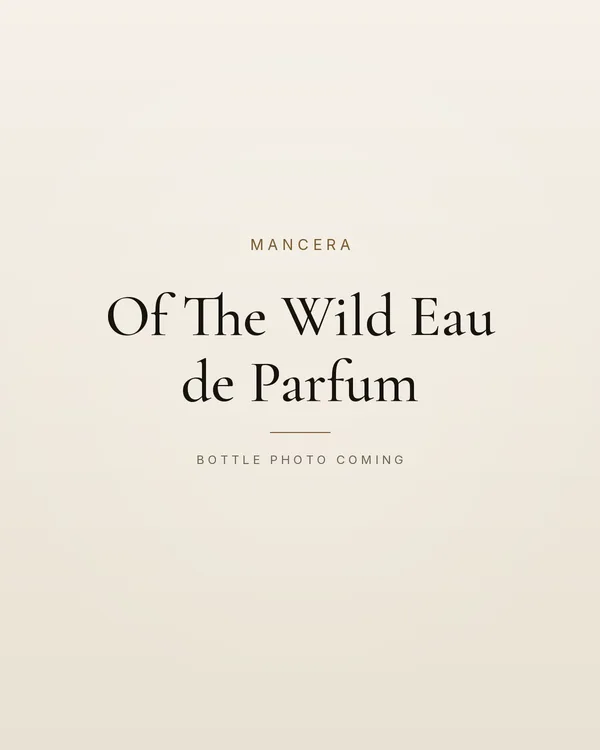 MANCERA
Of The Wild Eau
de Parfum
BOTTLE PHOTO COMING